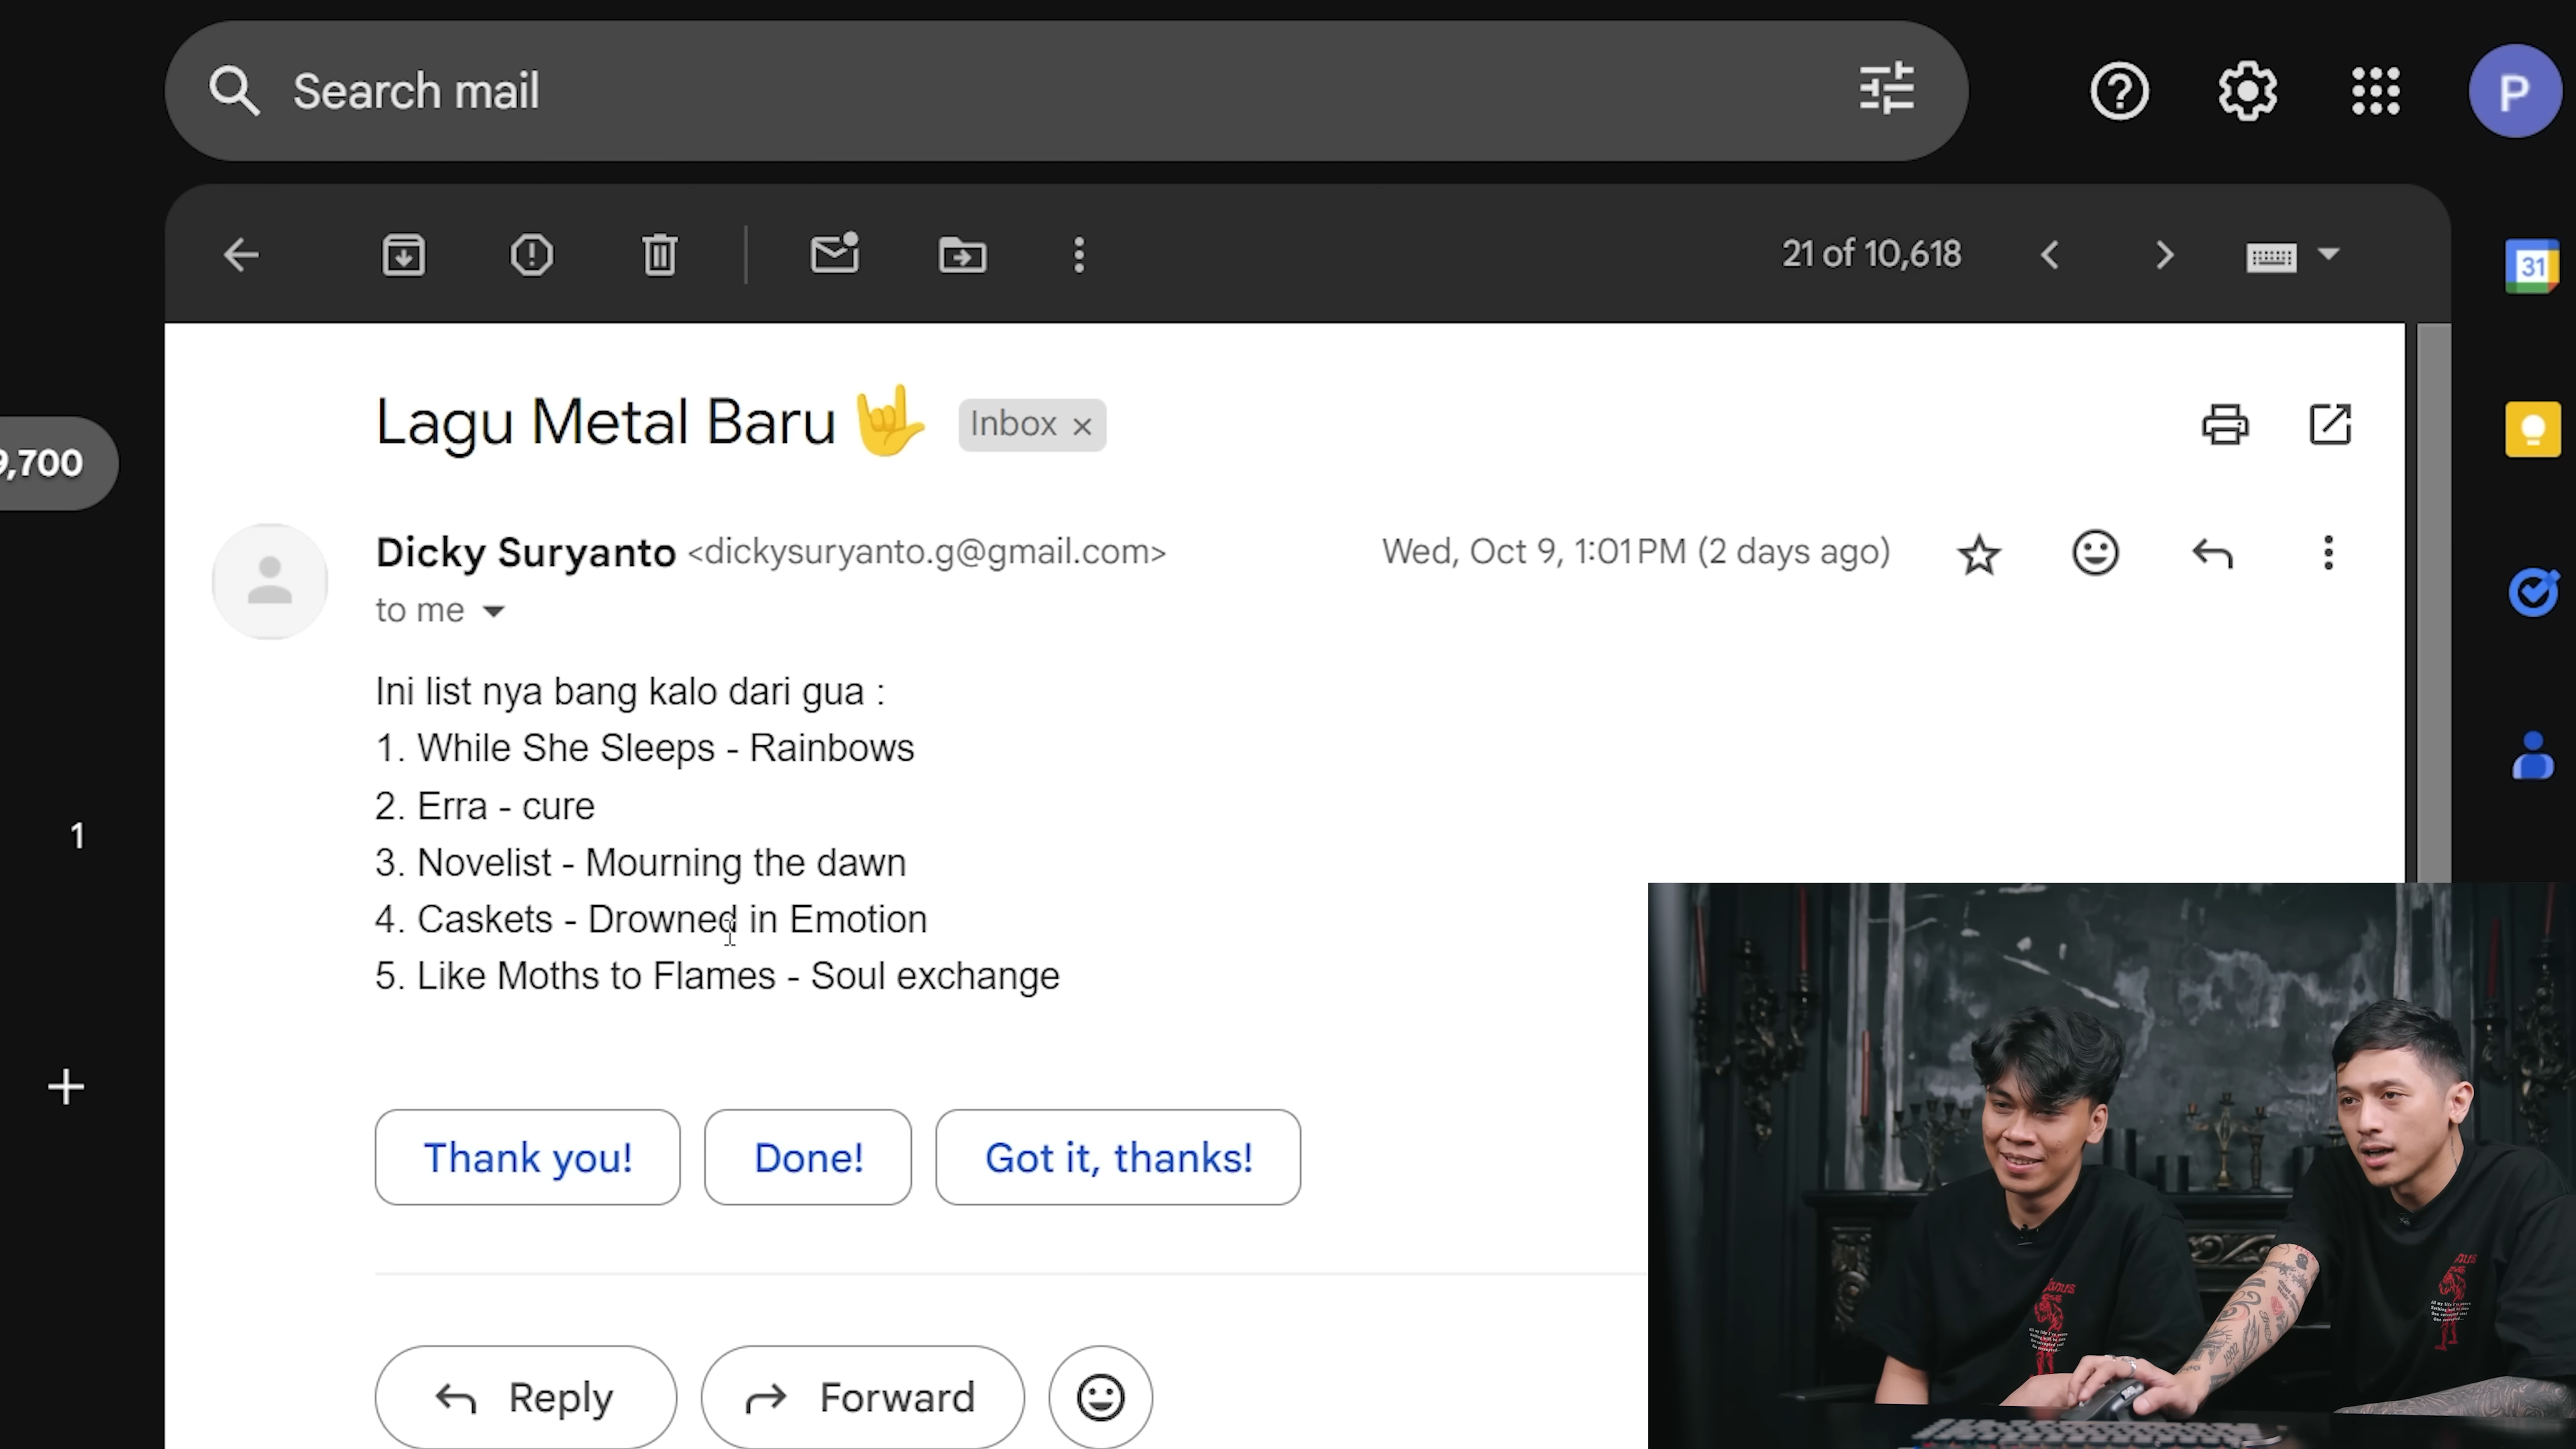 Search mail
P
21 of 10,618
31
9,700
Lagu Metal Baru 🤟 Inbox ×
Dicky Suryanto <dickysuryanto.g@gmail.com>
Wed, Oct 9, 1:01 PM (2 days ago)
to me
Ini list nya bang kalo dari gua :
1. While She Sleeps - Rainbows
2. Erra - cure
3. Novelist - Mourning the dawn
4. Caskets - Drowned in Emotion
5. Like Moths to Flames - Soul exchange
1
Thank you!
Done!
Got it, thanks!
Reply
Forward